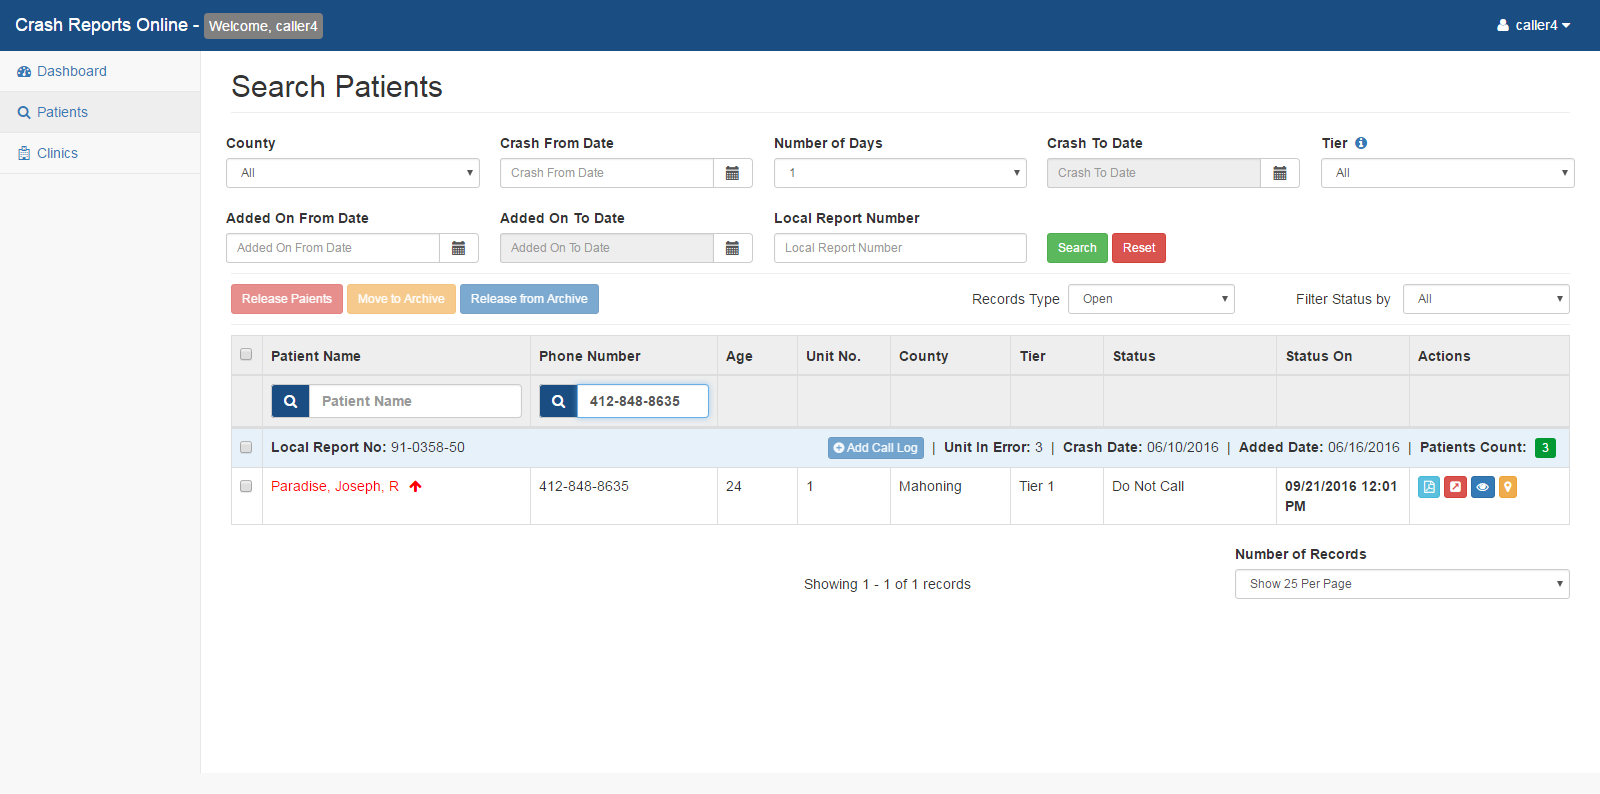 Crash Reports Online - Welcome, caller4
caller4
Dashboard
Patients
Clinics
Search Patients
County
Crash From Date
Number of Days
Crash To Date
Tier
All
Crash From Date
1
Crash To Date
All
Added On From Date
Added On To Date
Local Report Number
Added On From Date
Added On To Date
Local Report Number
Search
Reset
Release Paients
Move to Archive
Release from Archive
Records Type
Open
Filter Status by
All
Patient Name
Phone Number
Age
Unit No.
County
Tier
Status
Status On
Actions
Patient Name
412-848-8635
Local Report No: 91-0358-50
Add Call Log | Unit In Error: 3 | Crash Date: 06/10/2016 | Added Date: 06/16/2016 | Patients Count: 3
Paradise, Joseph, R
412-848-8635
24
1
Mahoning
Tier 1
Do Not Call
09/21/2016 12:01
PM
Number of Records
Showing 1 - 1 of 1 records
Show 25 Per Page